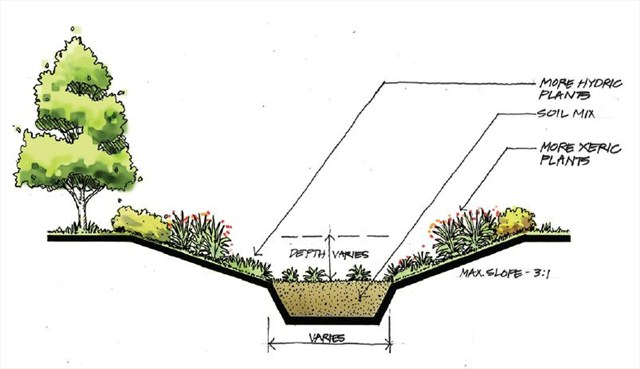 MORE HYDRIC
PLANTS
SOIL MIX
MORE XERIC
PLANTS
DEPTH VARIES
MAX.SLOPE - 3:1
VARIES